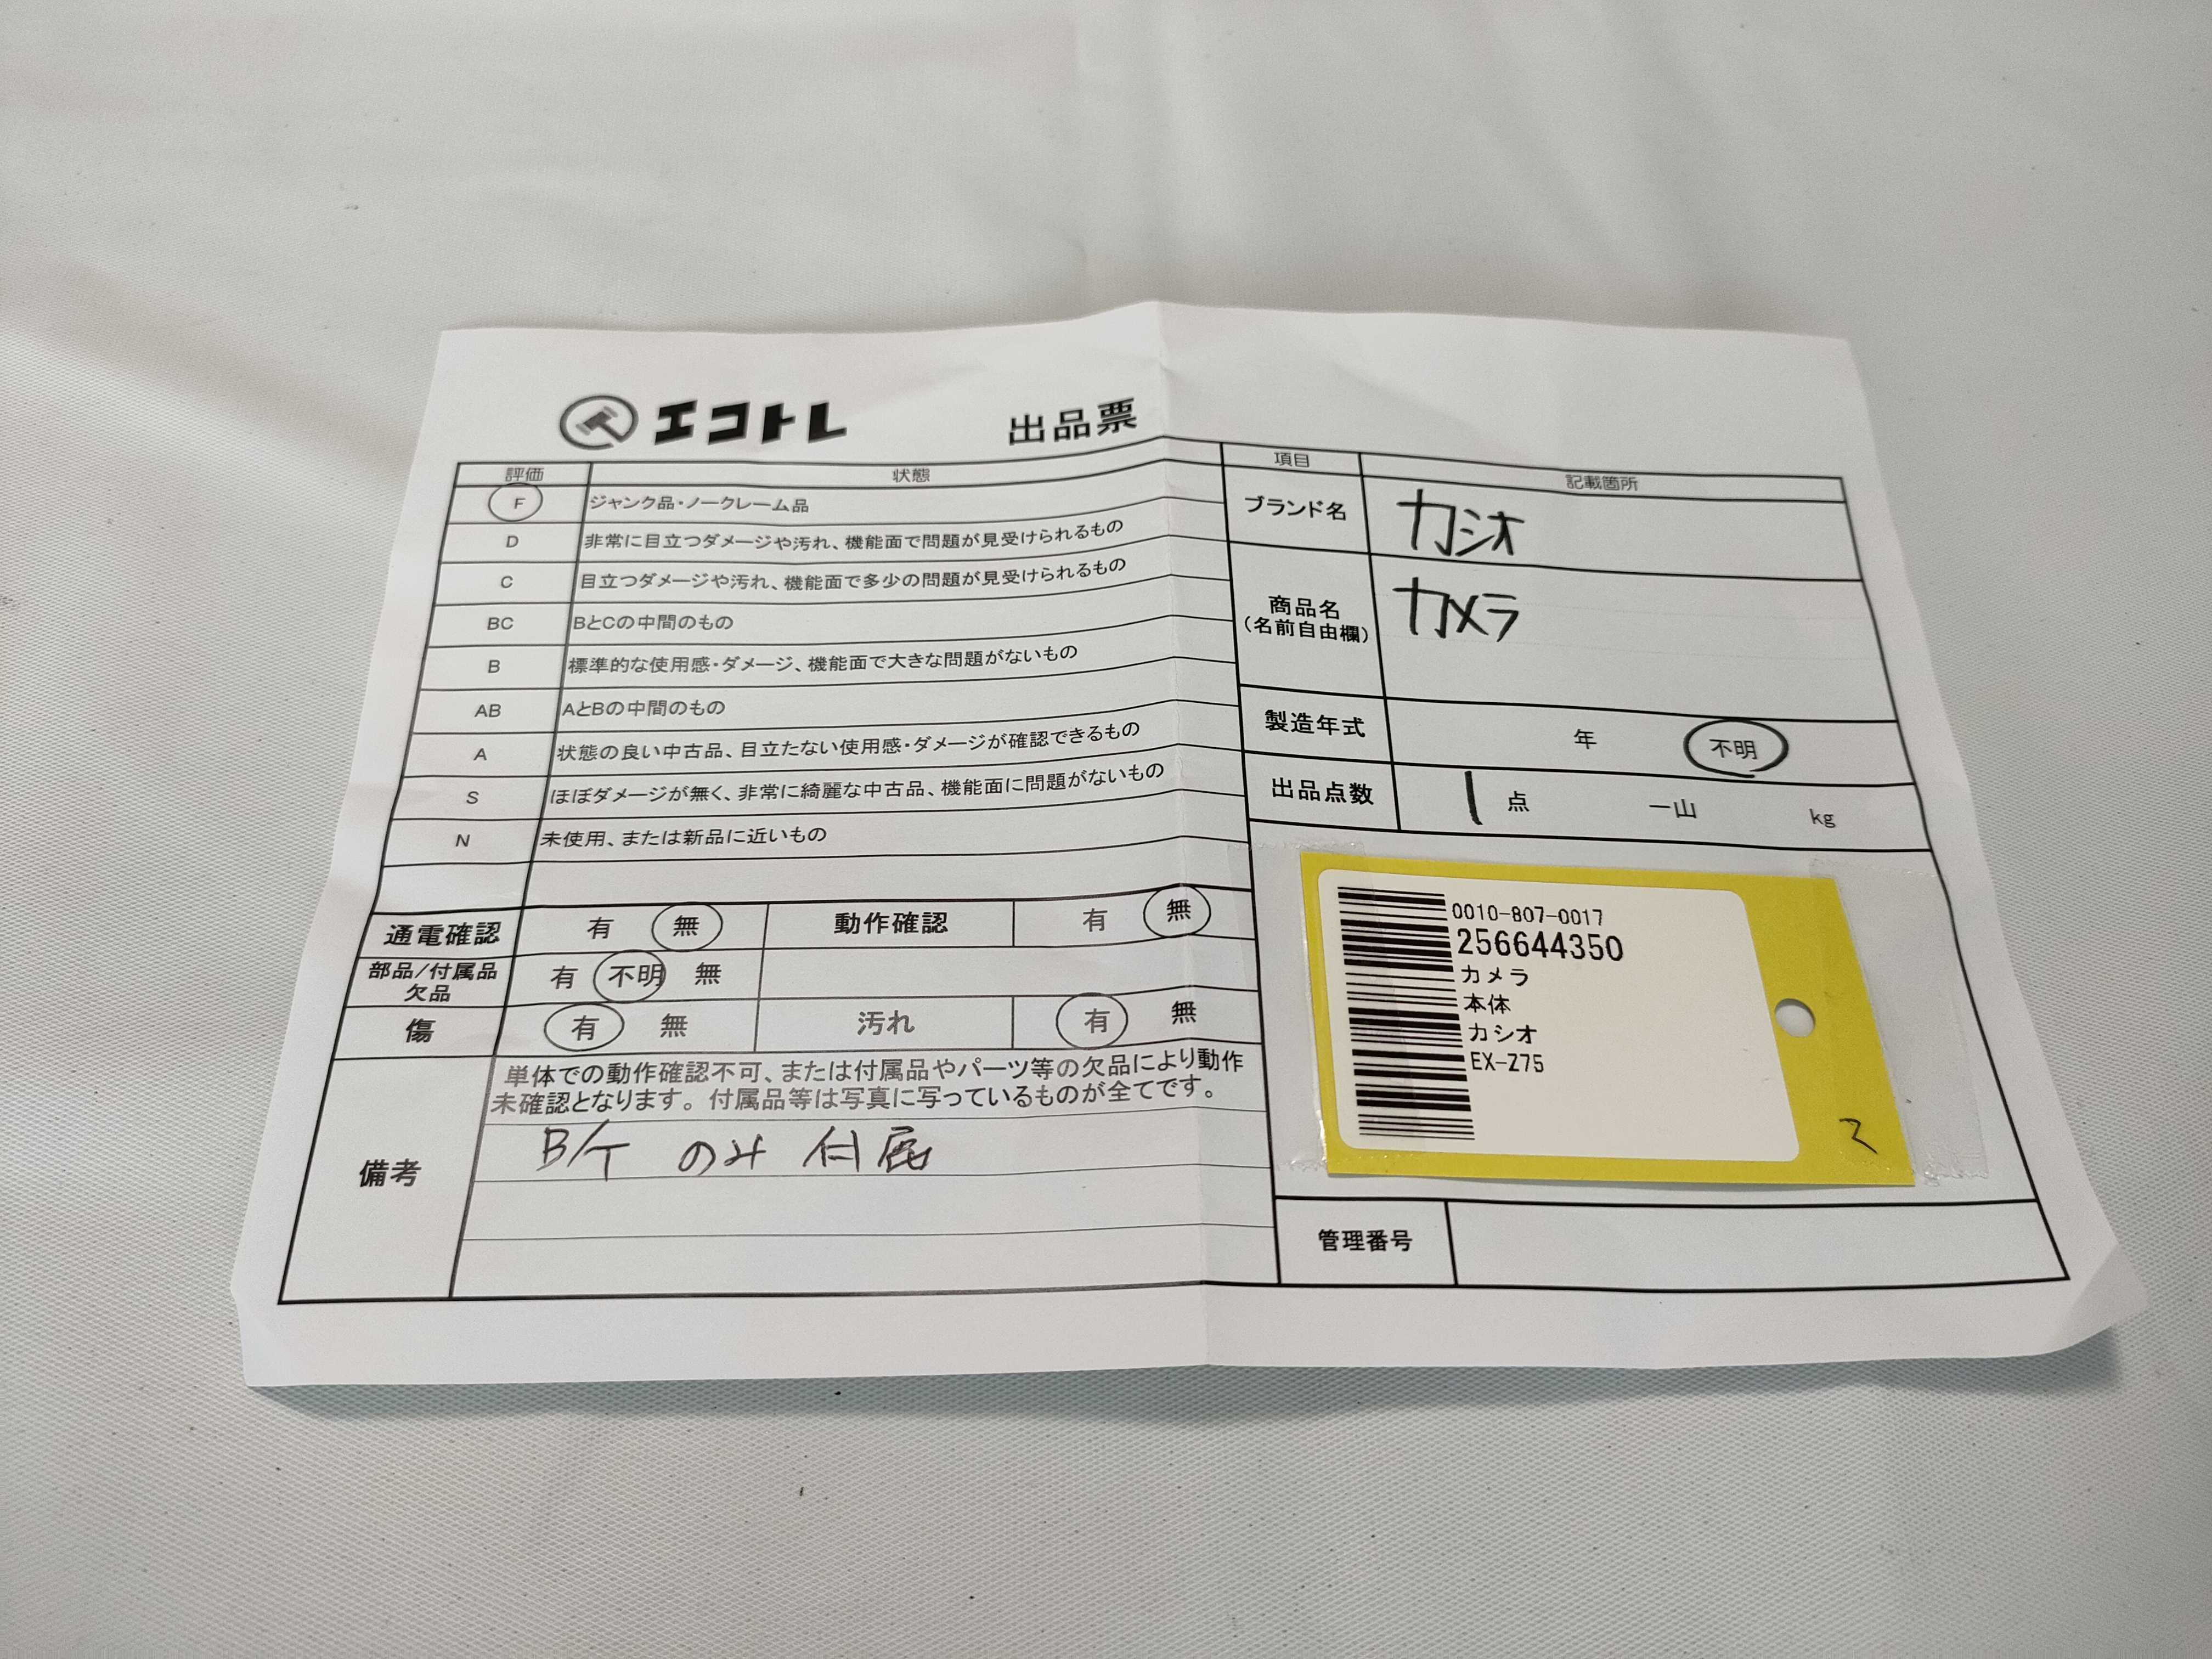 エコトレ 出品票
評価 状態
F ジャンク品・ノークレーム品
D 非常に目立つダメージや汚れ、機能面で問題が見受けられるもの
C 目立つダメージや汚れ、機能面で多少の問題が見受けられるもの
BC BとCの中間のもの
B 標準的な使用感・ダメージ、機能面で大きな問題がないもの
AB AとBの中間のもの
A 状態の良い中古品、目立たない使用感・ダメージが確認できるもの
S ほぼダメージが無く、非常に綺麗な中古品、機能面に問題がないもの
N 未使用、または新品に近いもの
通電確認 有 無 動作確認 有 無
部品/付属品 有 不明 無
欠品
傷 有 無 汚れ 有 無
備考
単体での動作確認不可、または付属品やパーツ等の欠品により動作
未確認となります。付属品等は写真に写っているものが全てです。
B/T のみ 付属
項目 記載箇所
ブランド名 カシオ
商品名 カメラ
(名前自由欄)
製造年式 年 不明
出品点数 1 点 一山 kg
0010-807-0017
256644350
カメラ
本体
カシオ
EX-Z75
管理番号